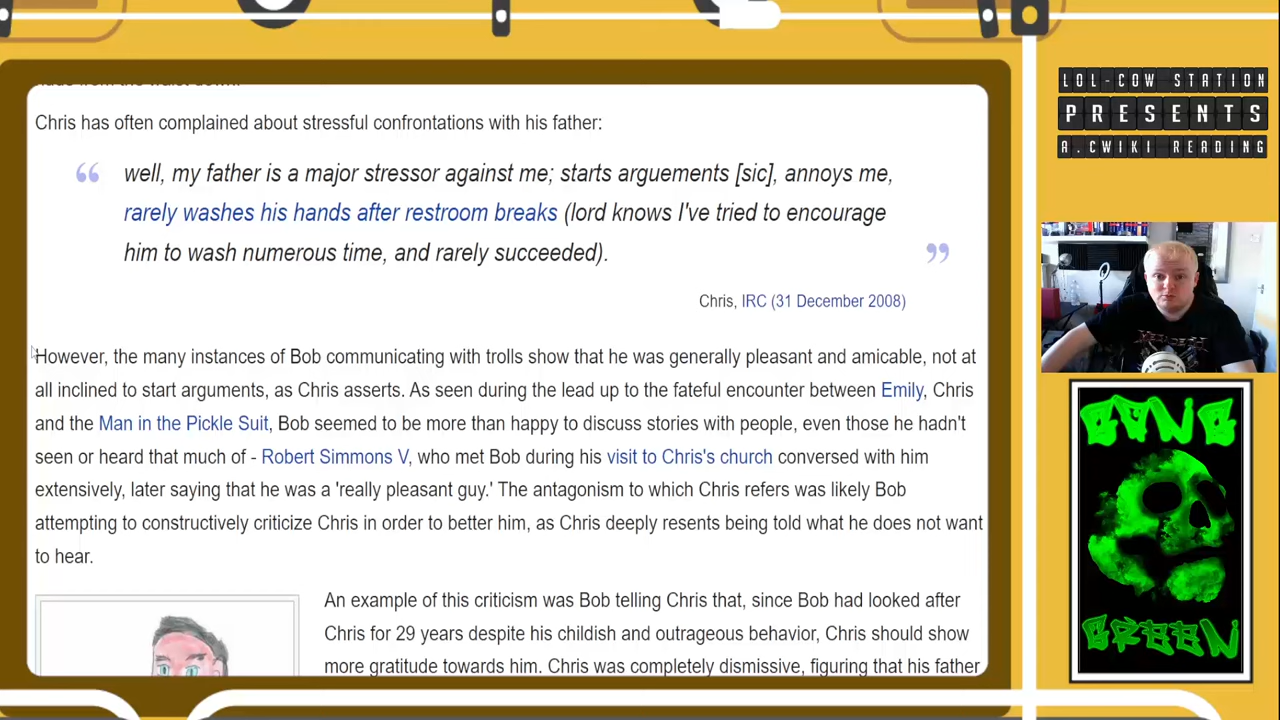 Chris has often complained about stressful confrontations with his father:
well, my father is a major stressor against me; starts arguements [sic], annoys me,
rarely washes his hands after restroom breaks (lord knows I've tried to encourage
him to wash numerous time, and rarely succeeded).
Chris, IRC (31 December 2008)
However, the many instances of Bob communicating with trolls show that he was generally pleasant and amicable, not at
all inclined to start arguments, as Chris asserts. As seen during the lead up to the fateful encounter between Emily, Chris
and the Man in the Pickle Suit, Bob seemed to be more than happy to discuss stories with people, even those he hadn't
seen or heard that much of - Robert Simmons V, who met Bob during his visit to Chris's church conversed with him
extensively, later saying that he was a 'really pleasant guy.' The antagonism to which Chris refers was likely Bob
attempting to constructively criticize Chris in order to better him, as Chris deeply resents being told what he does not want
to hear.
An example of this criticism was Bob telling Chris that, since Bob had looked after
Chris for 29 years despite his childish and outrageous behavior, Chris should show
more gratitude towards him. Chris was completely dismissive, figuring that his father
LOL-COW STATION
PRESENTS
A.CWIKI READING
GONE
GREEN